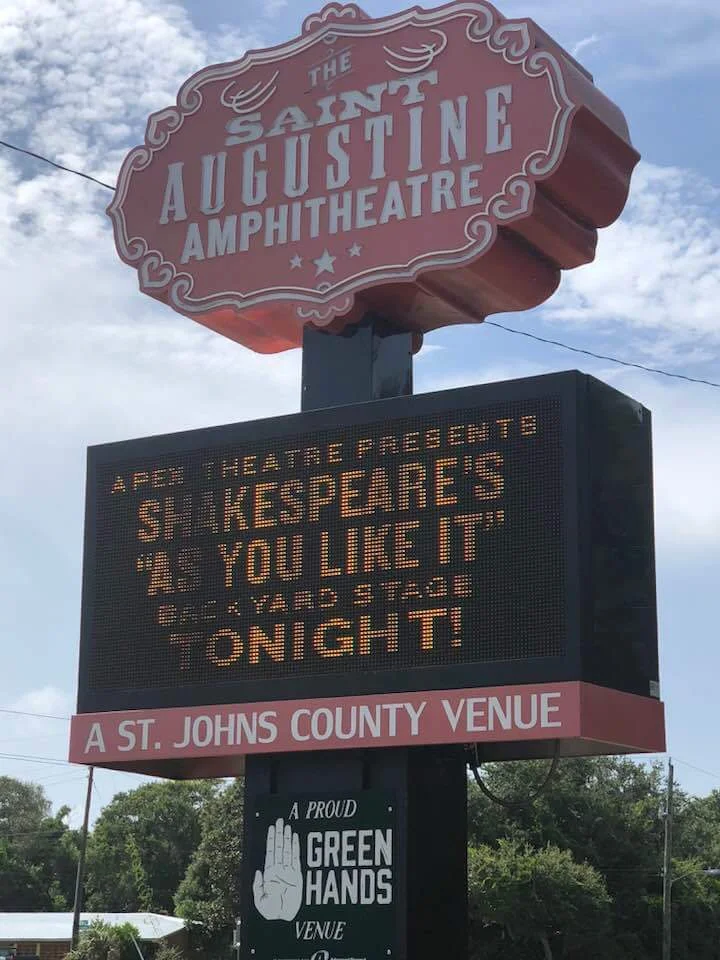 THE
SAINT
AUGUSTINE
AMPHITHEATRE
APEX THEATRE PRESENTS
SHAKESPEARE'S
"AS YOU LIKE IT"
BACKYARD STAGE
TONIGHT!
A ST. JOHNS COUNTY VENUE
A PROUD
GREEN
HANDS
VENUE